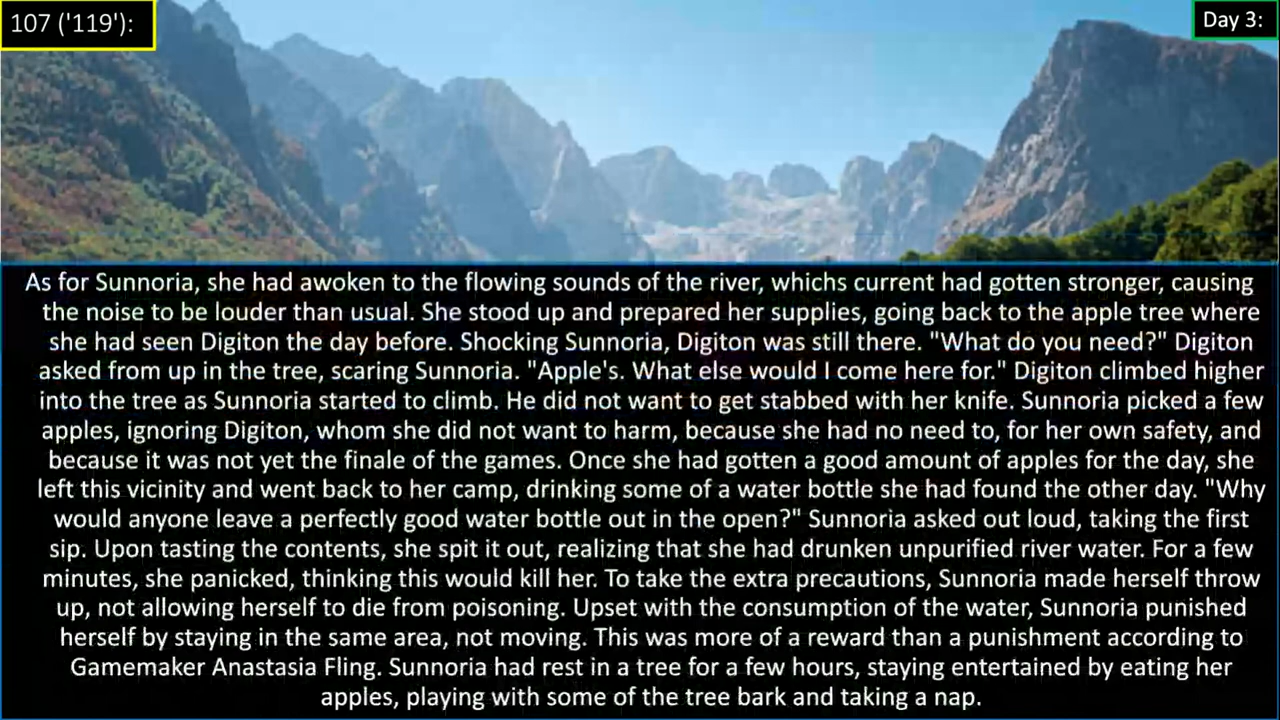 107 ('119'):
Day 3:
As for Sunnoria, she had awoken to the flowing sounds of the river, whichs current had gotten stronger, causing
the noise to be louder than usual. She stood up and prepared her supplies, going back to the apple tree where
she had seen Digiton the day before. Shocking Sunnoria, Digiton was still there. "What do you need?" Digiton
asked from up in the tree, scaring Sunnoria. "Apple's. What else would I come here for." Digiton climbed higher
into the tree as Sunnoria started to climb. He did not want to get stabbed with her knife. Sunnoria picked a few
apples, ignoring Digiton, whom she did not want to harm, because she had no need to, for her own safety, and
because it was not yet the finale of the games. Once she had gotten a good amount of apples for the day, she
left this vicinity and went back to her camp, drinking some of a water bottle she had found the other day. "Why
would anyone leave a perfectly good water bottle out in the open?" Sunnoria asked out loud, taking the first
sip. Upon tasting the contents, she spit it out, realizing that she had drunken unpurified river water. For a few
minutes, she panicked, thinking this would kill her. To take the extra precautions, Sunnoria made herself throw
up, not allowing herself to die from poisoning. Upset with the consumption of the water, Sunnoria punished
herself by staying in the same area, not moving. This was more of a reward than a punishment according to
Gamemaker Anastasia Fling. Sunnoria had rest in a tree for a few hours, staying entertained by eating her
apples, playing with some of the tree bark and taking a nap.